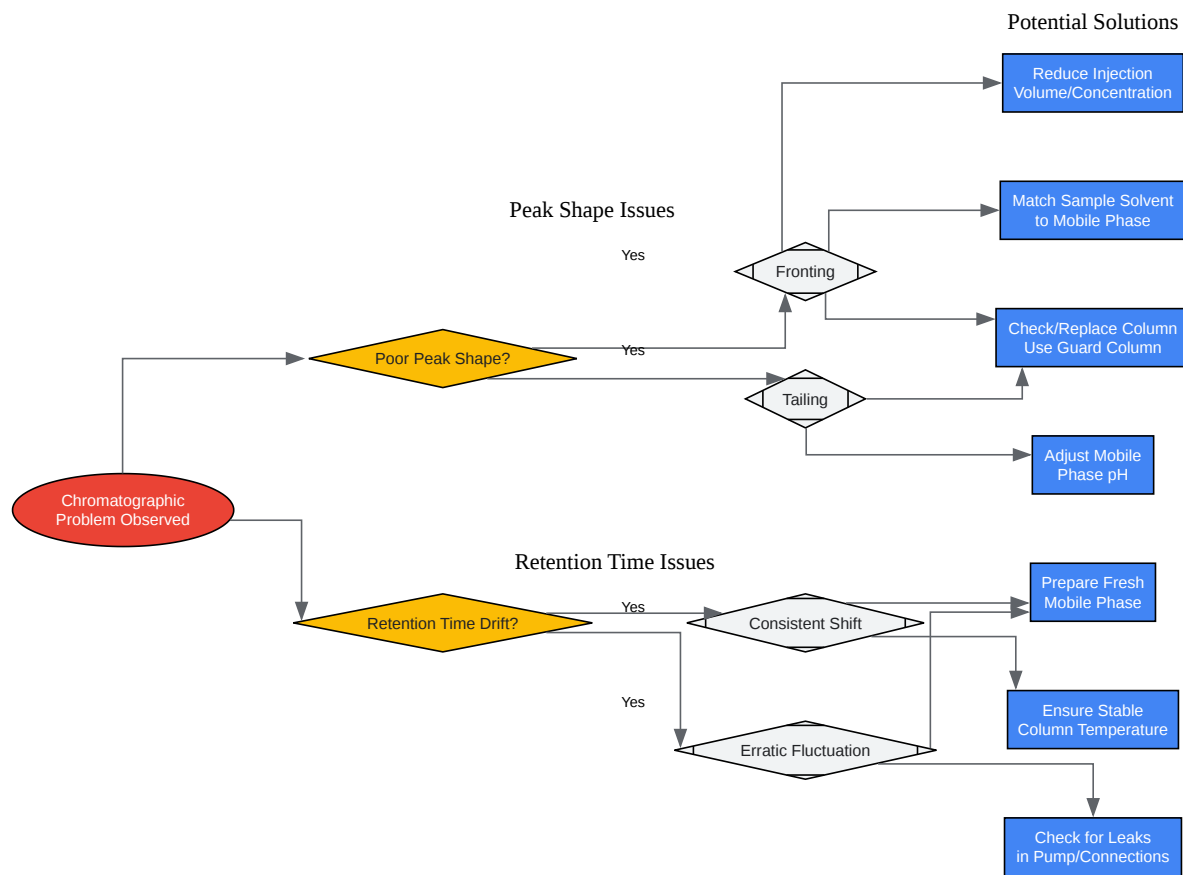 Potential Solutions
Reduce Injection
Volume/Concentration
Match Sample Solvent
to Mobile Phase
Peak Shape Issues
Yes
Fronting
Check/Replace Column
Use Guard Column
Poor Peak Shape?
Yes
Tailing
Adjust Mobile
Phase pH
Chromatographic
Problem Observed
Retention Time Issues
Prepare Fresh
Mobile Phase
Retention Time Drift?
Yes
Consistent Shift
Ensure Stable
Column Temperature
Yes
Erratic Fluctuation
Check for Leaks
in Pump/Connections